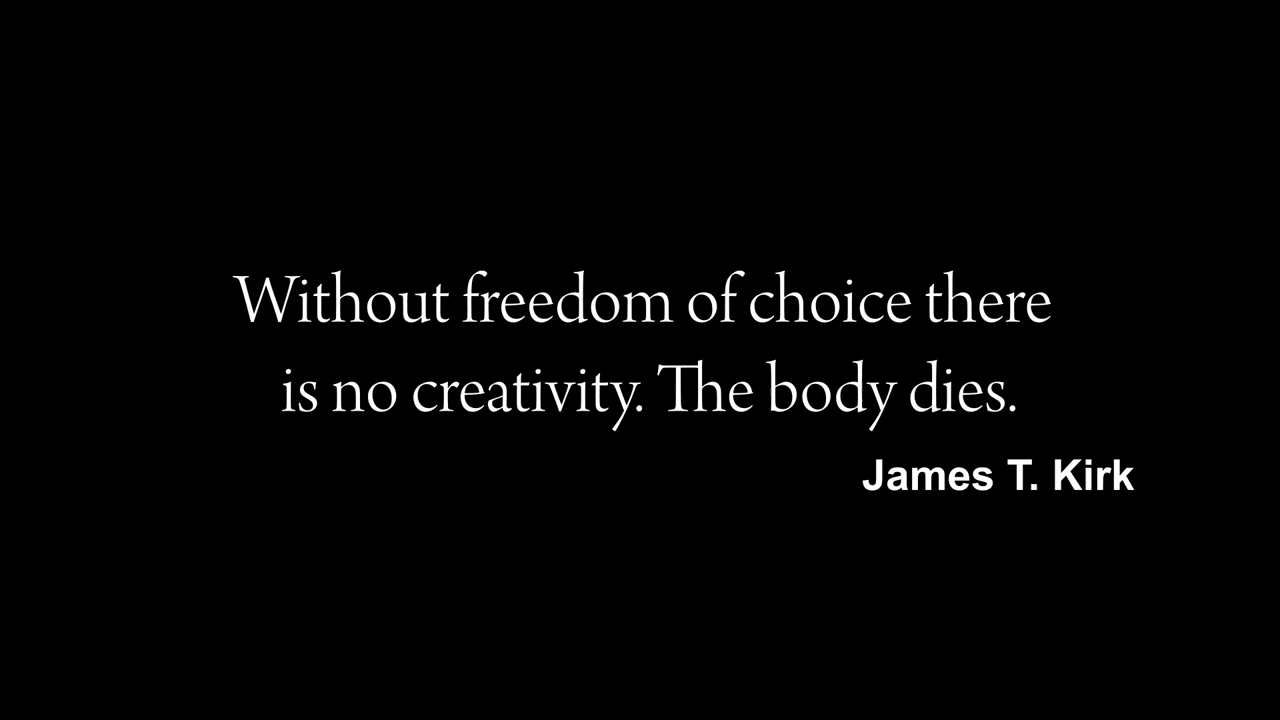 Without freedom of choice there
is no creativity. The body dies.
James T. Kirk